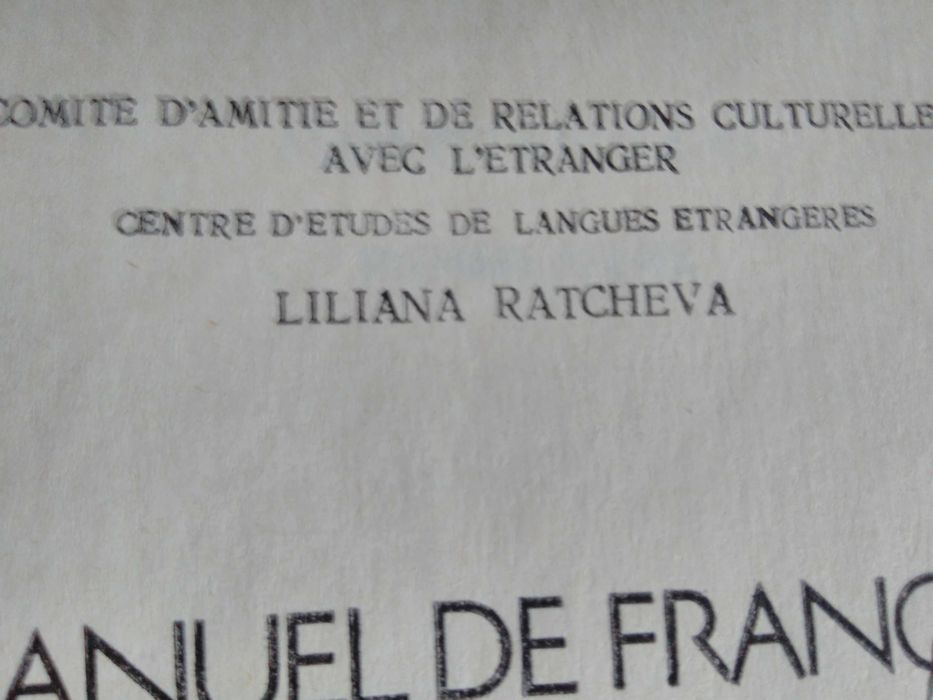 COMITE D'AMITIE ET DE RELATIONS CULTURELLE
AVEC L'ETRANGER
CENTRE D'ETUDES DE LANGUES ETRANGERES
LILIANA RATCHEVA
ANUEL DE FRANÇ